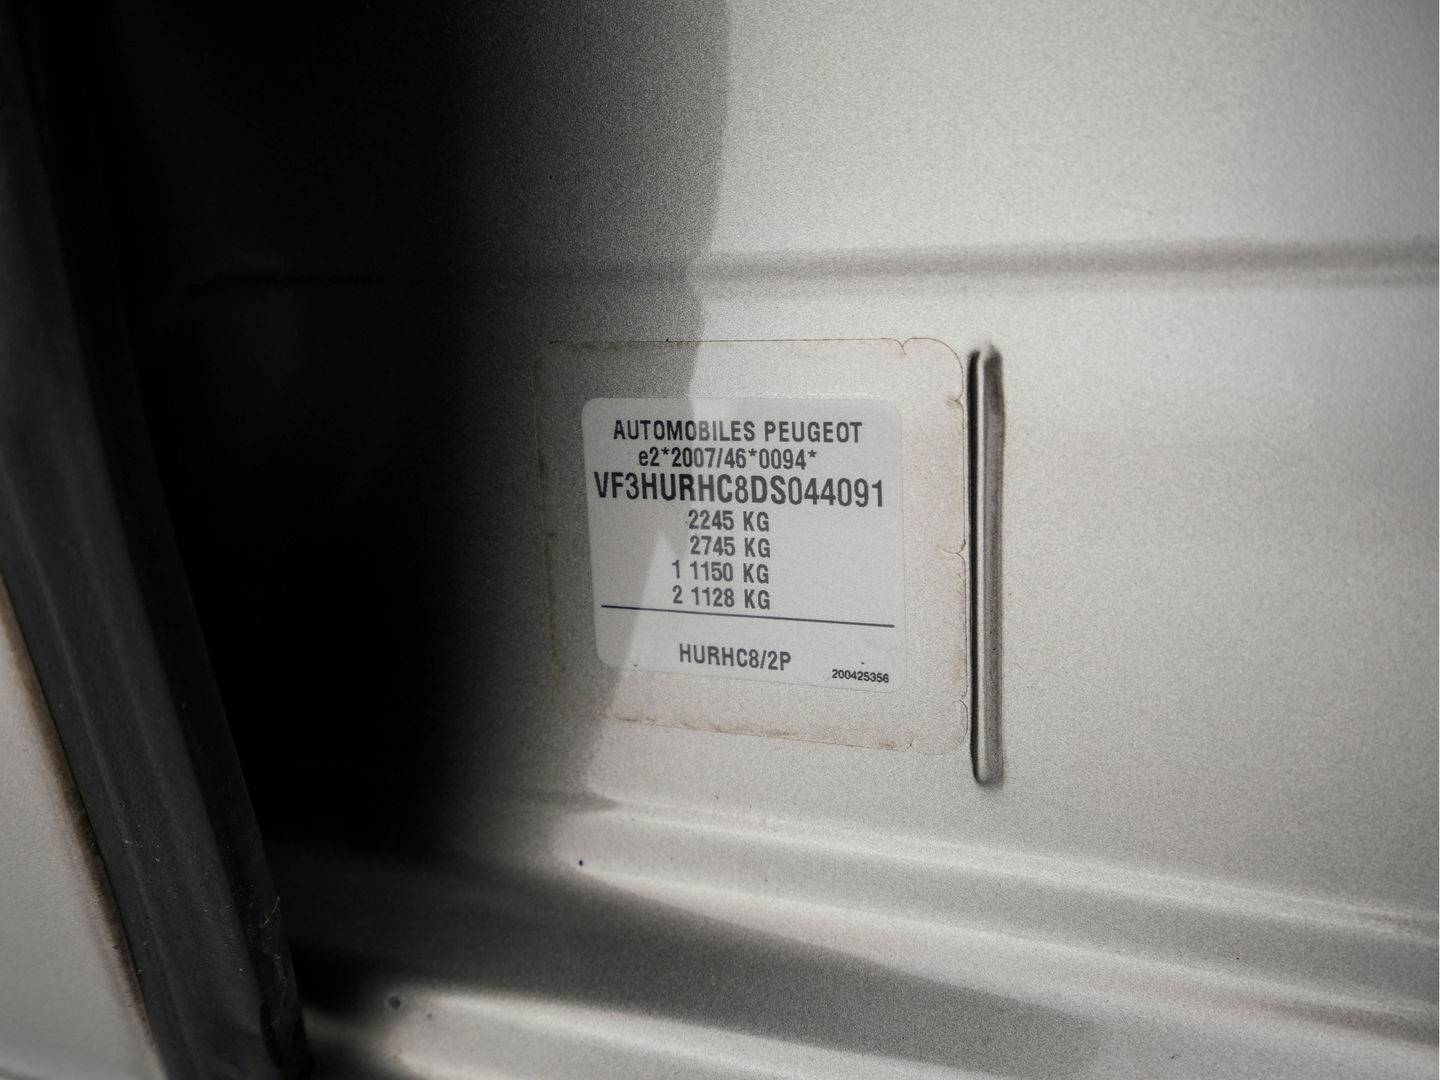 AUTOMOBILES PEUGEOT
e2*2007/46*0094*
VF3HURHC8DS044091
2245 KG
2745 KG
1 1150 KG
2 1128 KG
HURHC8/2P
200425356